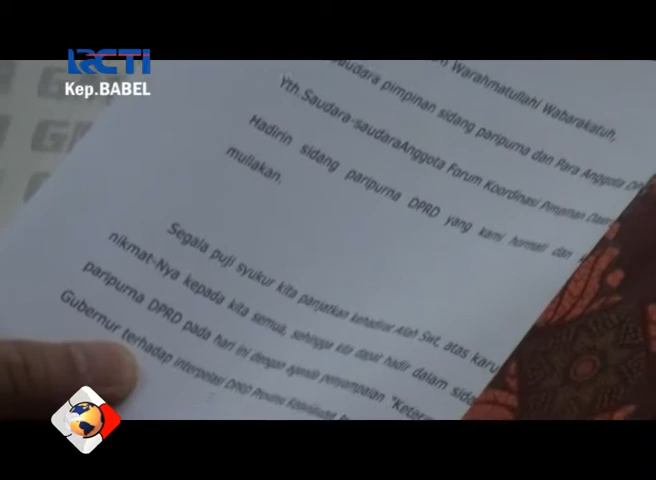 RCTI
Kep.BABEL
Warahmatullahi Wabarakatuh,
Saudara pimpinan sidang paripurna dan Para Anggota
Yth.Saudara-saudaraAnggota Forum Koordinasi Pimpinan
Hadirin sidang paripurna DPRD yang kami hormati dan
muliakan.
Segala puji syukur kita panjatkan kehadirat Allah Swt, atas
nikmat-Nya kepada kita semua, sehingga kita dapat hadir dalam
paripurna DPRD pada hari ini dengan agenda penyampaian
Gubernur terhadap interpelasi DPRD